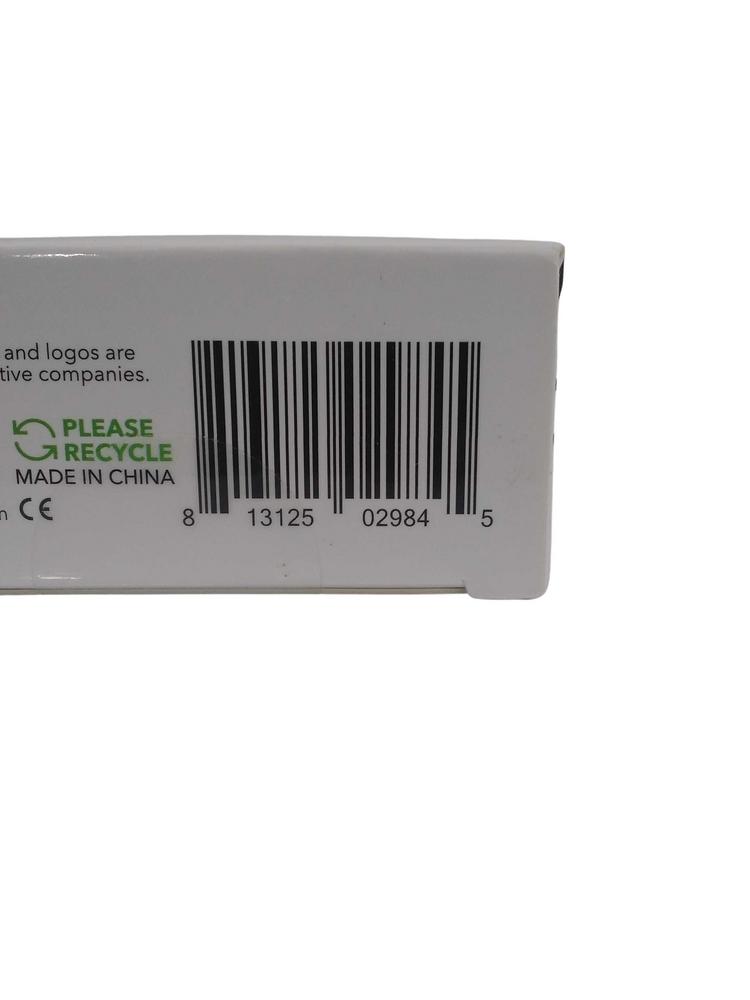 and logos are
tive companies.
PLEASE
RECYCLE
MADE IN CHINA
n CE
8 13125 02984 5